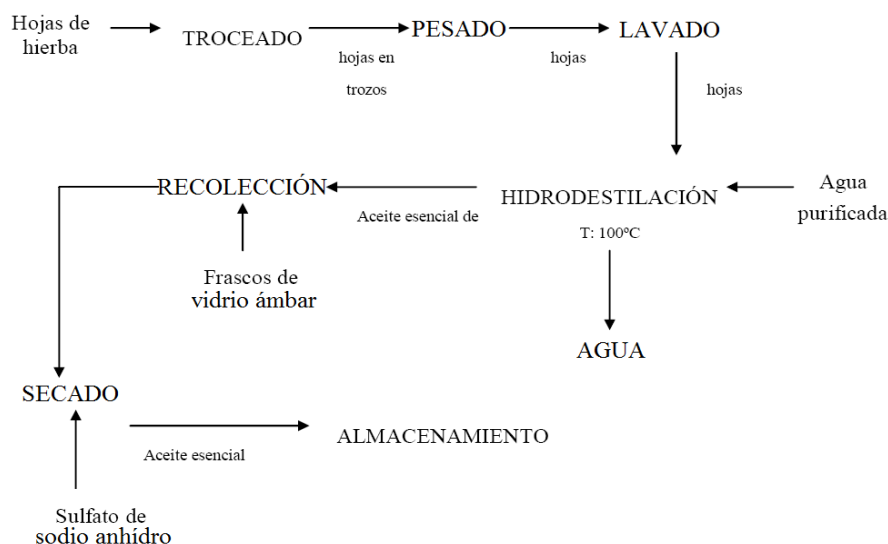 Hojas de
hierba
TROCEADO
hojas en
trozos
PESADO
hojas
LAVADO
hojas
RECOLECCIÓN
Aceite esencial de
HIDRODESTILACIÓN
T: 100ºC
Agua
purificada
Frascos de
vidrio ámbar
AGUA
SECADO
Aceite esencial
ALMACENAMIENTO
Sulfato de
sodio anhídro